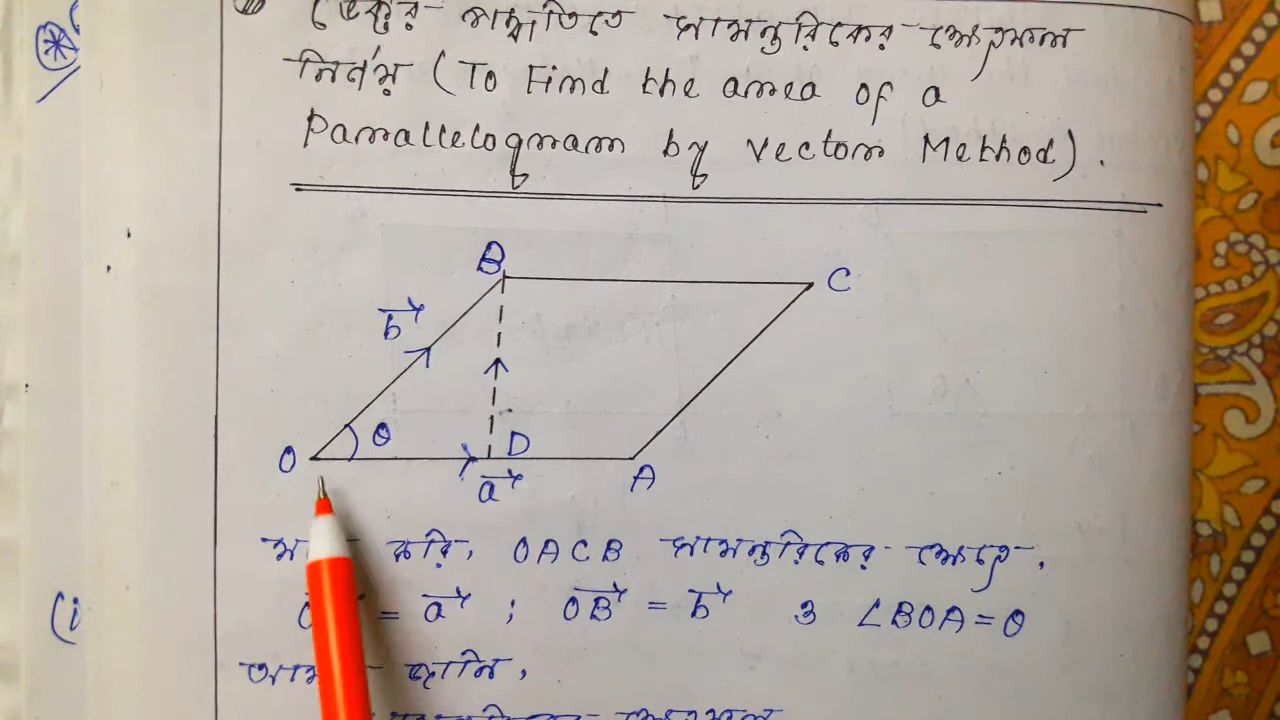 ভেক্টর পদ্ধতিতে সামান্তরিকের ক্ষেত্রফল
নির্ণয় (To Find the area of a
Parallelogram by Vector Method).
B
C
b⃗
θ
O
D
a⃗
A
করি, OACB সামান্তরিকের ক্ষেত্রে,
= a⃗ ; OB⃗ = b⃗ ও ∠BOA = θ
জানি,
(i